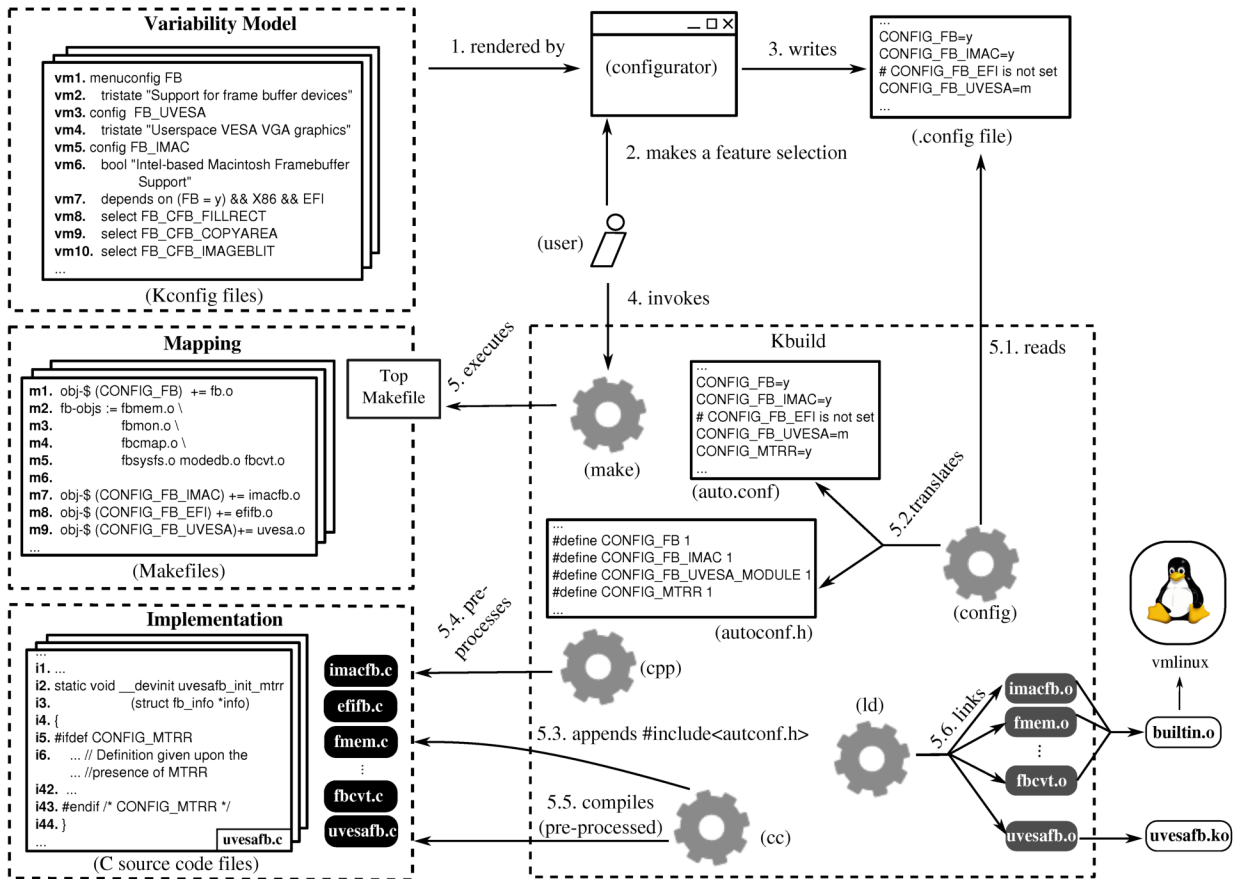 Variability Model
vm1. menuconfig FB
vm2. tristate "Support for frame buffer devices"
vm3. config FB_UVESA
vm4. tristate "Userspace VESA VGA graphics"
vm5. config FB_IMAC
vm6. bool "Intel-based Macintosh Framebuffer
Support"
vm7. depends on (FB = y) && X86 && EFI
vm8. select FB_CFB_FILLRECT
vm9. select FB_CFB_COPYAREA
vm10. select FB_CFB_IMAGEBLIT
...
(Kconfig files)
1. rendered by
(configurator)
3. writes
...
CONFIG_FB=y
CONFIG_FB_IMAC=y
# CONFIG_FB_EFI is not set
CONFIG_FB_UVESA=m
...
(.config file)
2. makes a feature selection
(user)
4. invokes
Mapping
m1. obj-$ (CONFIG_FB) += fb.o
m2. fb-objs := fbmem.o \
m3. fbmon.o \
m4. fbcmap.o \
m5. fbsysfs.o modedb.o fbcvt.o
m6.
m7. obj-$ (CONFIG_FB_IMAC) += imacfb.o
m8. obj-$ (CONFIG_FB_EFI) += efifb.o
m9. obj-$ (CONFIG_FB_UVESA)+= uvesa.o
...
(Makefiles)
Top
Makefile
5. executes
(make)
Kbuild
...
CONFIG_FB=y
CONFIG_FB_IMAC=y
# CONFIG_FB_EFI is not set
CONFIG_FB_UVESA=m
CONFIG_MTRR=y
...
(auto.conf)
5.1. reads
5.2.translates
(config)
...
#define CONFIG_FB 1
#define CONFIG_FB_IMAC 1
#define CONFIG_FB_UVESA_MODULE 1
#define CONFIG_MTRR 1
...
(autoconf.h)
Implementation
...
i1. ...
i2. static void __devinit uvesafb_init_mtrr
i3. (struct fb_info *info)
i4. {
i5. #ifdef CONFIG_MTRR
i6. ... // Definition given upon the
... //presence of MTRR
i42. ...
i43. #endif /* CONFIG_MTRR */
i44. }
...
uvesafb.c
(C source code files)
imacfb.c
efifb.c
fmem.c
...
fbcvt.c
uvesafb.c
5.4. pre-
processes
(cpp)
5.3. appends #include<autconf.h>
5.5. compiles
(pre-processed)
(cc)
(ld)
5.6. links
imacfb.o
fmem.o
...
fbcvt.o
uvesafb.o
builtin.o
uvesafb.ko
vmlinux